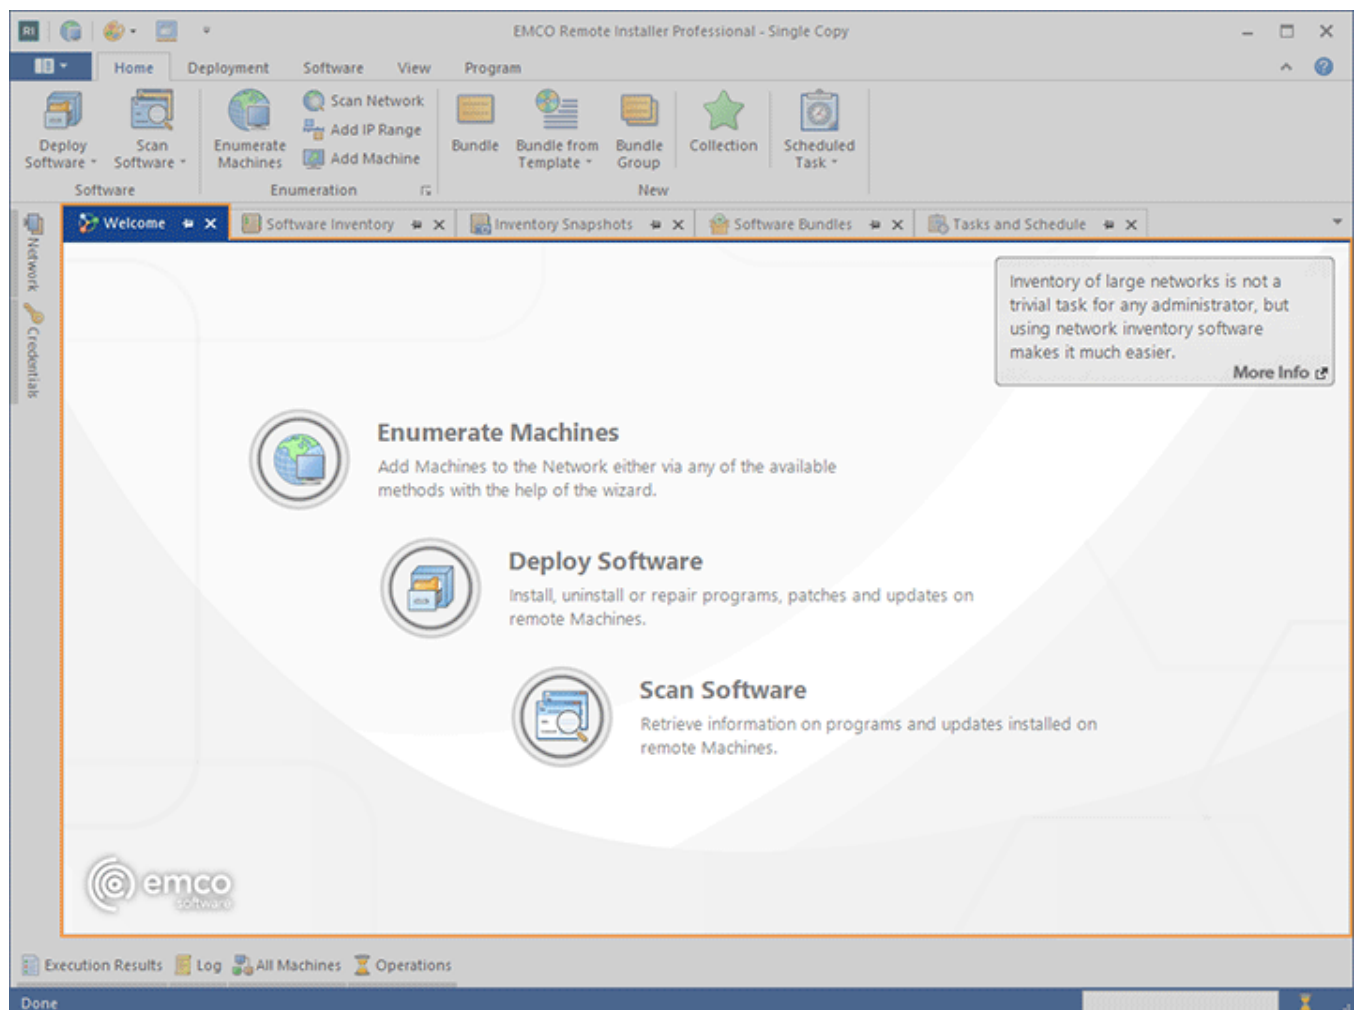 RI
EMCO Remote Installer Professional - Single Copy
Home Deployment Software View Program
Deploy Software
Scan Software
Software
Enumerate Machines
Scan Network
Add IP Range
Add Machine
Enumeration
Bundle
Bundle from Template
Bundle Group
Collection
Scheduled Task
New
Welcome Software Inventory Inventory Snapshots Software Bundles Tasks and Schedule
Network
Credentials
Inventory of large networks is not a
trivial task for any administrator, but
using network inventory software
makes it much easier.
More Info
Enumerate Machines
Add Machines to the Network either via any of the available
methods with the help of the wizard.
Deploy Software
Install, uninstall or repair programs, patches and updates on
remote Machines.
Scan Software
Retrieve information on programs and updates installed on
remote Machines.
emco
software
Execution Results Log All Machines Operations
Done